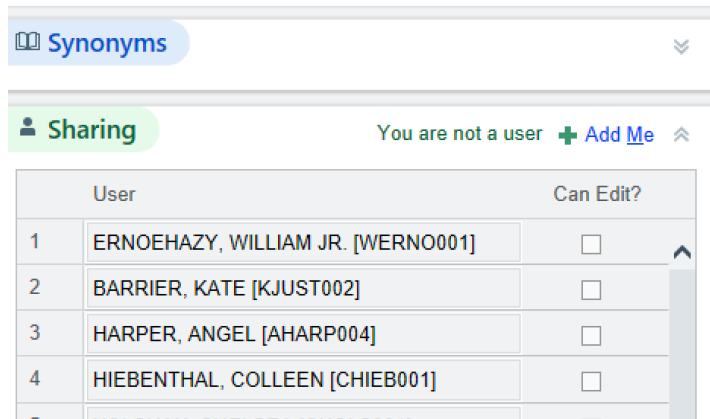 Synonyms
Sharing You are not a user Add Me
User Can Edit?
1 ERNOEHAZY, WILLIAM JR. [WERNO001]
2 BARRIER, KATE [KJUST002]
3 HARPER, ANGEL [AHARP004]
4 HIEBENTHAL, COLLEEN [CHIEB001]